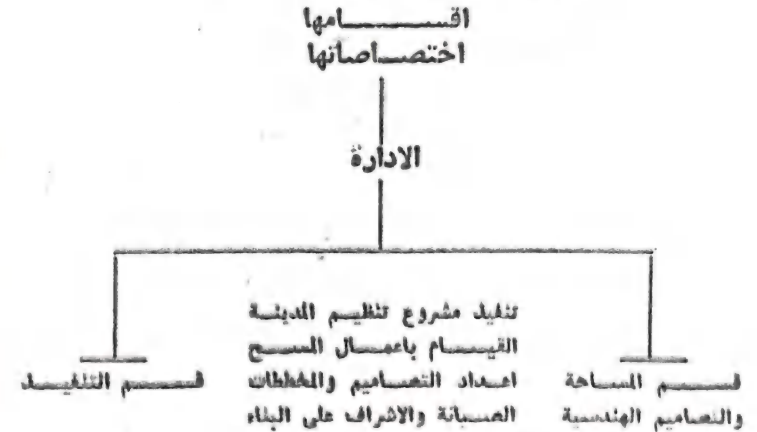 اقسامها
اختصاصاتها
الادارة
قسم المساحة
والتصاميم الهندسية
تنفيذ مشروع تنظيم المدينة
القيام باعمال المسح
اعداد التصاميم والمخططات
الصيانة والاشراف على البناء
قسم التنفيذ